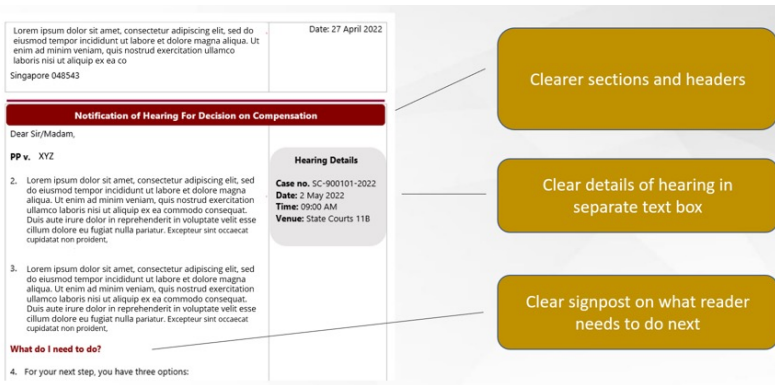 Lorem ipsum dolor sit amet, consectetur adipiscing elit, sed do
eiusmod tempor incididunt ut labore et dolore magna aliqua. Ut
enim ad minim veniam, quis nostrud exercitation ullamco
laboris nisi ut aliquip ex ea co
Singapore 048543
Date: 27 April 2022
Notification of Hearing For Decision on Compensation
Dear Sir/Madam,
PP v. XYZ
2. Lorem ipsum dolor sit amet, consectetur adipiscing elit, sed
do eiusmod tempor incididunt ut labore et dolore magna
aliqua. Ut enim ad minim veniam, quis nostrud exercitation
ullamco laboris nisi ut aliquip ex ea commodo consequat.
Duis aute irure dolor in reprehenderit in voluptate velit esse
cillum dolore eu fugiat nulla pariatur. Excepteur sint occaecat
cupidatat non proident,
Hearing Details
Case no. SC-900101-2022
Date: 2 May 2022
Time: 09:00 AM
Venue: State Courts 11B
3. Lorem ipsum dolor sit amet, consectetur adipiscing elit, sed
do eiusmod tempor incididunt ut labore et dolore magna
aliqua. Ut enim ad minim veniam, quis nostrud exercitation
ullamco laboris nisi ut aliquip ex ea commodo consequat.
Duis aute irure dolor in reprehenderit in voluptate velit esse
cillum dolore eu fugiat nulla pariatur. Excepteur sint occaecat
cupidatat non proident,
What do I need to do?
4. For your next step, you have three options:
Clearer sections and headers
Clear details of hearing in
separate text box
Clear signpost on what reader
needs to do next